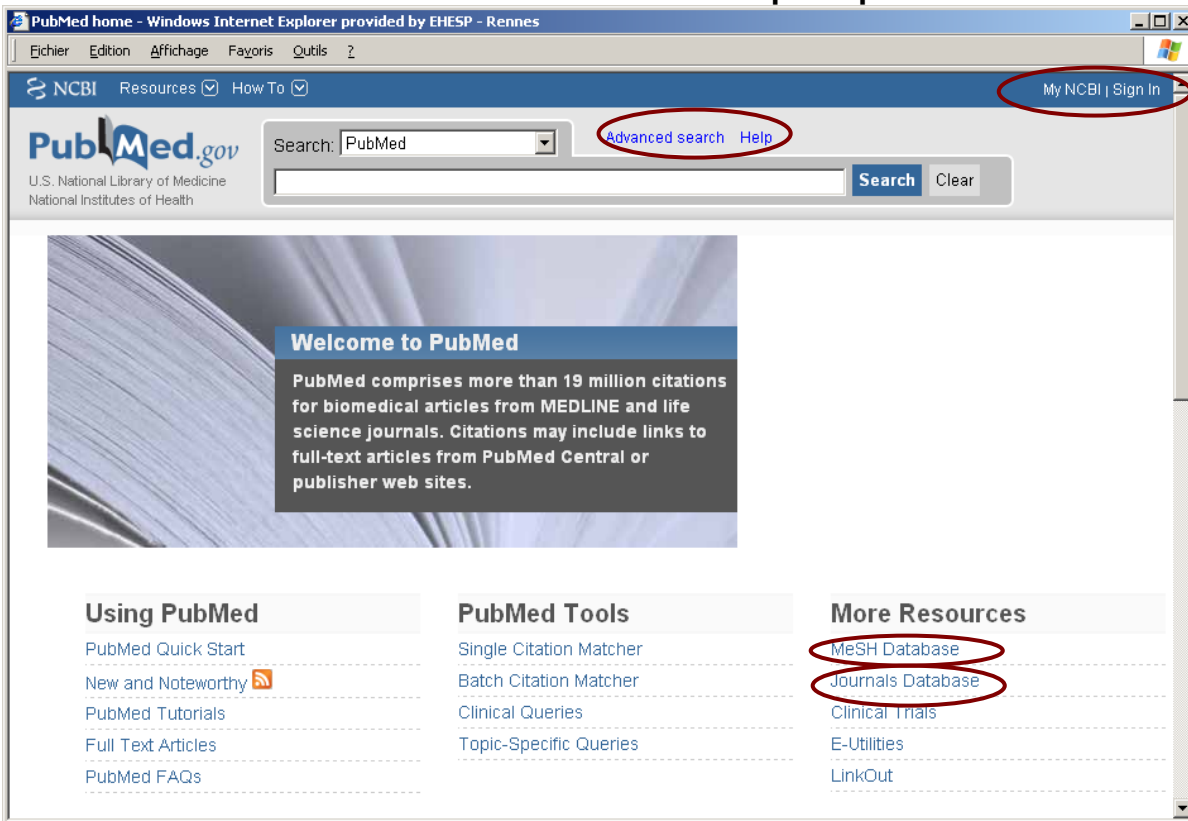 PubMed home - Windows Internet Explorer provided by EHESP - Rennes
Eichier Edition Affichage Favoris Outils ?
NCBI Resources How To My NCBI | Sign In
PubMed.gov
U.S. National Library of Medicine
National Institutes of Health
Search: PubMed
Advanced search Help
Search Clear
Welcome to PubMed
PubMed comprises more than 19 million citations
for biomedical articles from MEDLINE and life
science journals. Citations may include links to
full-text articles from PubMed Central or
publisher web sites.
Using PubMed
PubMed Quick Start
New and Noteworthy
PubMed Tutorials
Full Text Articles
PubMed FAQs
PubMed Tools
Single Citation Matcher
Batch Citation Matcher
Clinical Queries
Topic-Specific Queries
More Resources
MeSH Database
Journals Database
Clinical Trials
E-Utilities
LinkOut